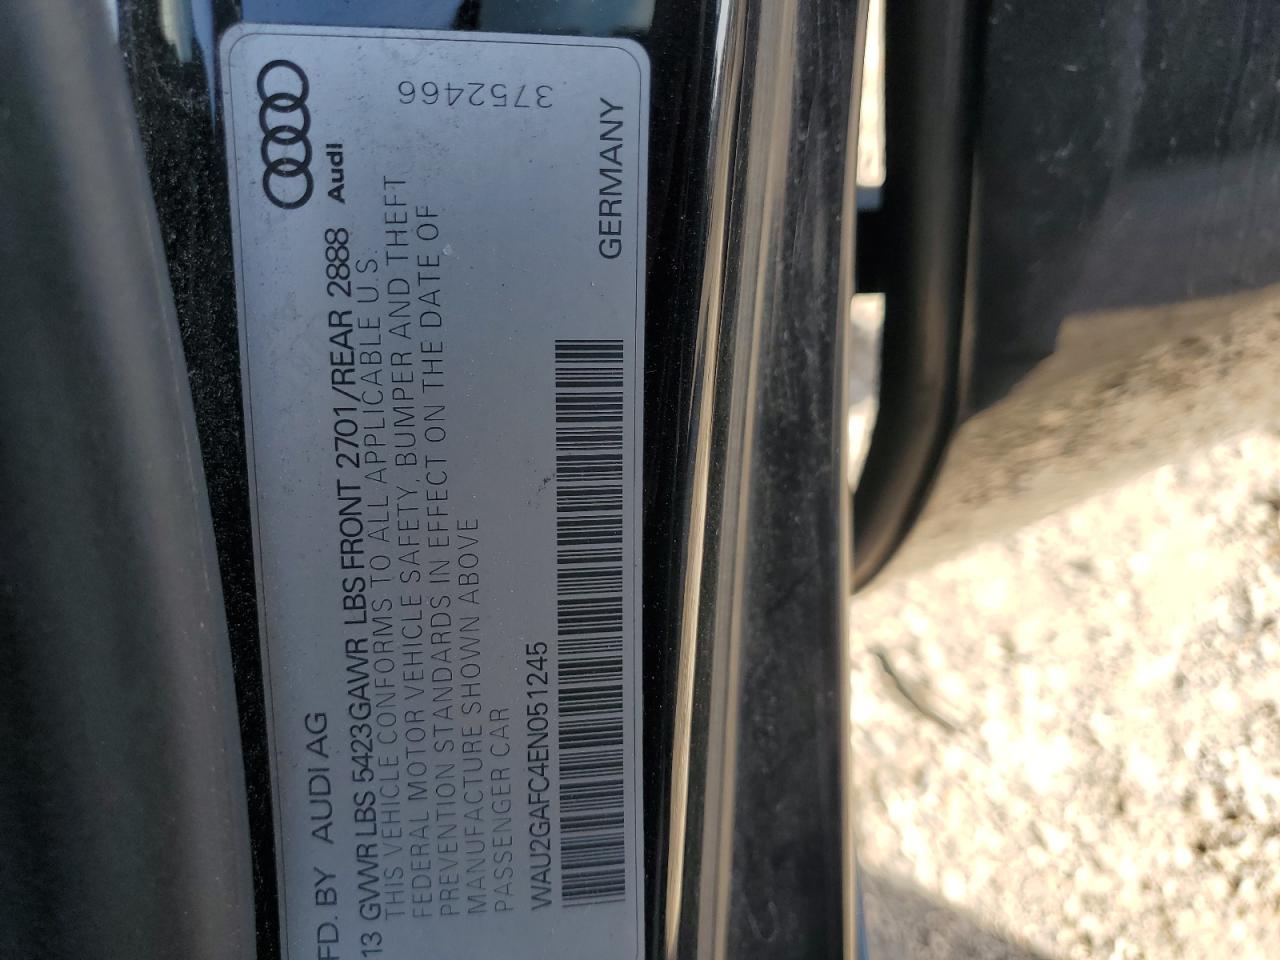 FD. BY AUDI AG
13 GVWR LBS 5423 GAWR LBS FRONT 2701/REAR 2888
Audi
THIS VEHICLE CONFORMS TO ALL APPLICABLE U.S.
FEDERAL MOTOR VEHICLE SAFETY, BUMPER AND THEFT
PREVENTION STANDARDS IN EFFECT ON THE DATE OF
MANUFACTURE SHOWN ABOVE
PASSENGER CAR
WAU2GAFC4EN051245
GERMANY
3752466